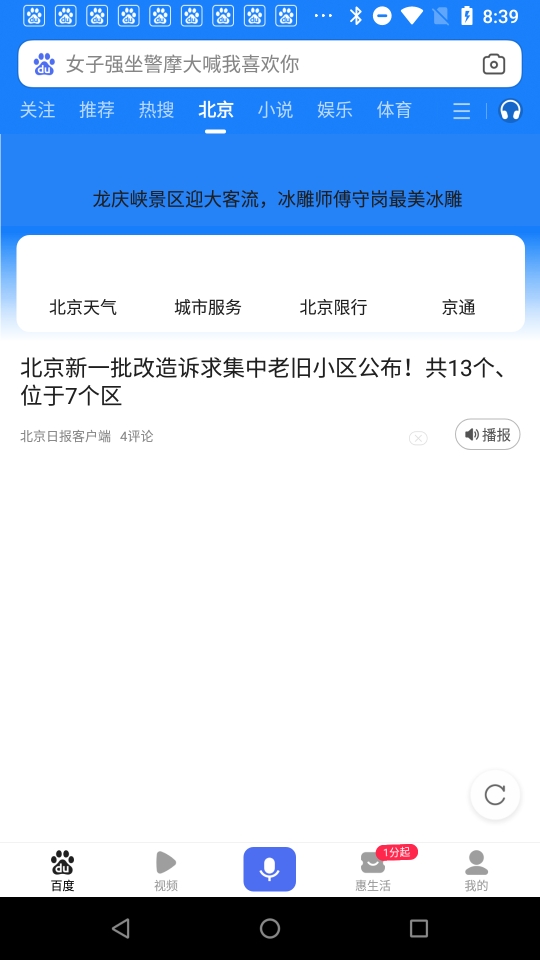 8:39
女子强坐警摩大喊我喜欢你
关注 推荐 热搜 北京 小说 娱乐 体育
龙庆峡景区迎大客流，冰雕师傅守岗最美冰雕
北京天气 城市服务 北京限行 京通
北京新一批改造诉求集中老旧小区公布！共13个、
位于7个区
北京日报客户端 4评论 播报
1分起
百度 视频 惠生活 我的